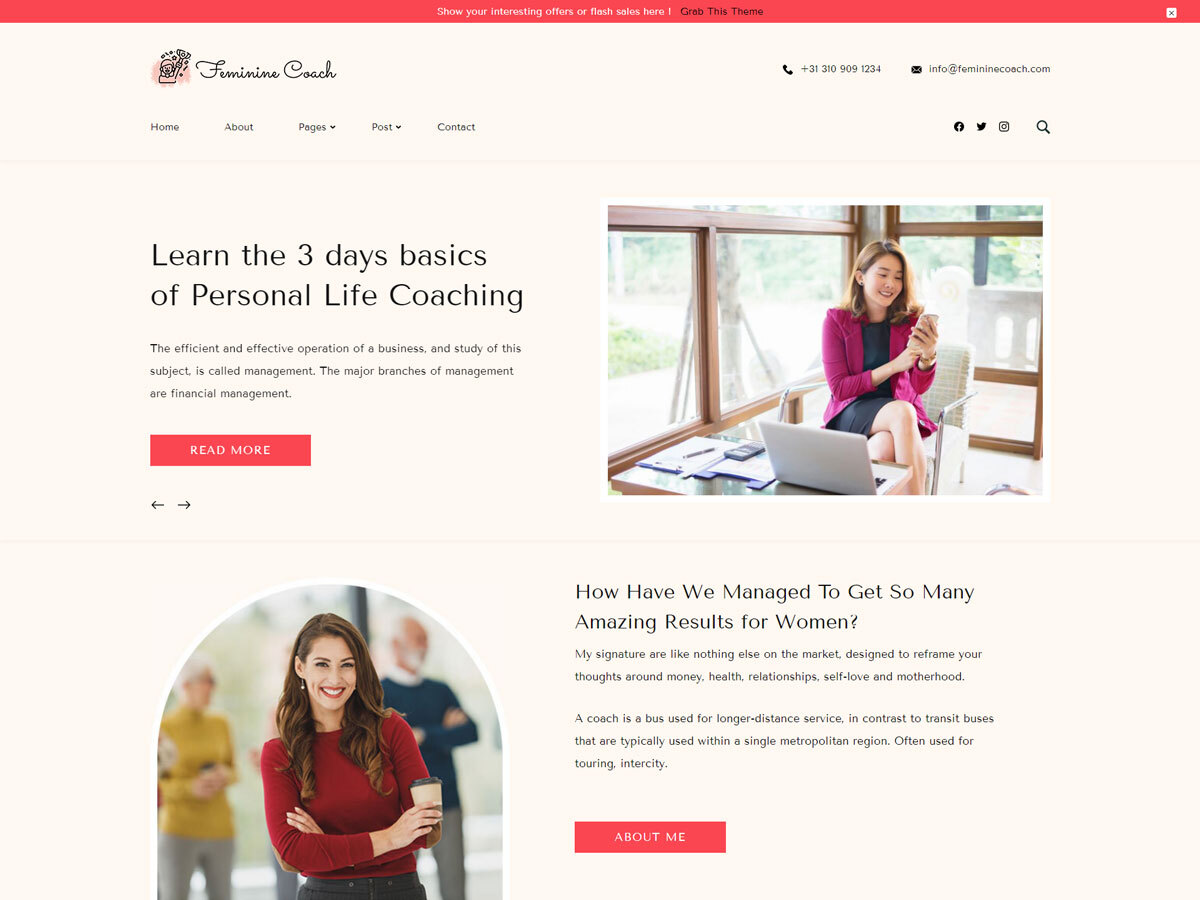 Show your interesting offers or flash sales here ! Grab This Theme
Feminine Coach
+31 310 909 1234
info@femininecoach.com
Home
About
Pages
Post
Contact
Learn the 3 days basics
of Personal Life Coaching
The efficient and effective operation of a business, and study of this
subject, is called management. The major branches of management
are financial management.
READ MORE
How Have We Managed To Get So Many
Amazing Results for Women?
My signature are like nothing else on the market, designed to reframe your
thoughts around money, health, relationships, self-love and motherhood.
A coach is a bus used for longer-distance service, in contrast to transit buses
that are typically used within a single metropolitan region. Often used for
touring, intercity.
ABOUT ME